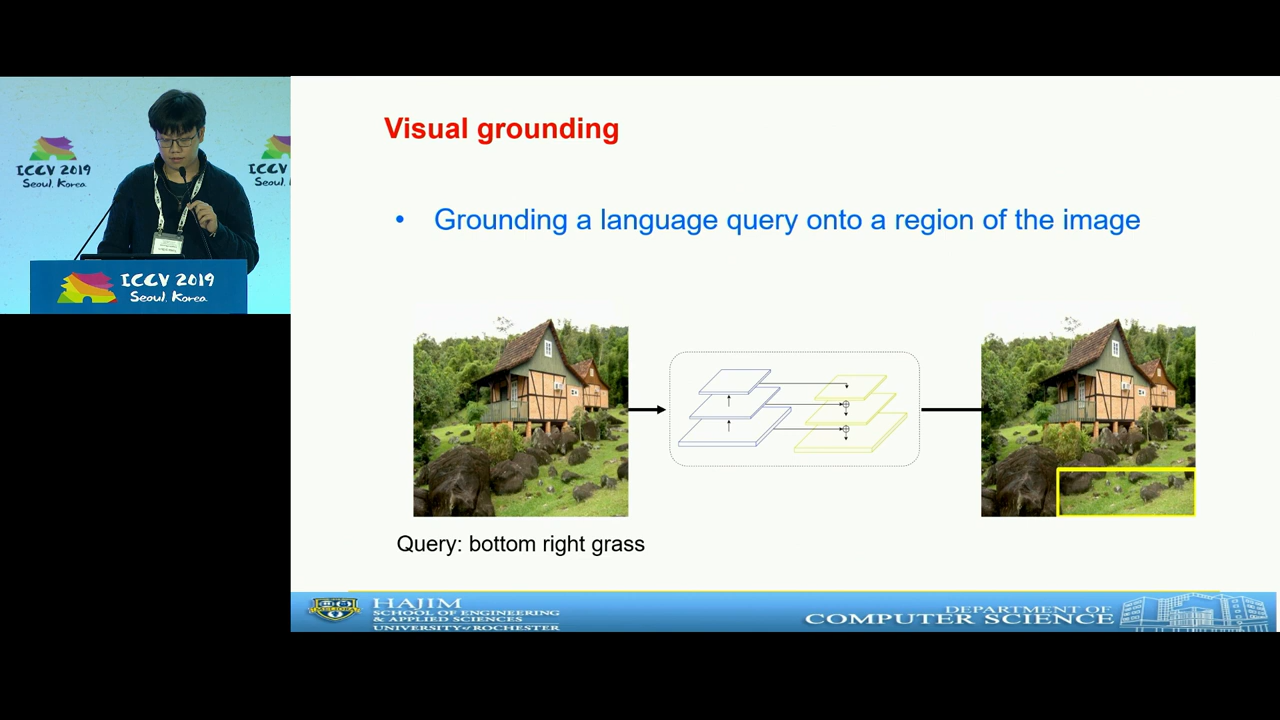 ICCV 2019
Seoul, Korea
ICCV 2019
Seoul, K
ICCV 2019
Seoul, Korea
Visual grounding
• Grounding a language query onto a region of the image
Query: bottom right grass
HAJIM
SCHOOL OF ENGINEERING
& APPLIED SCIENCES
UNIVERSITY of ROCHESTER
DEPARTMENT OF
COMPUTER SCIENCE